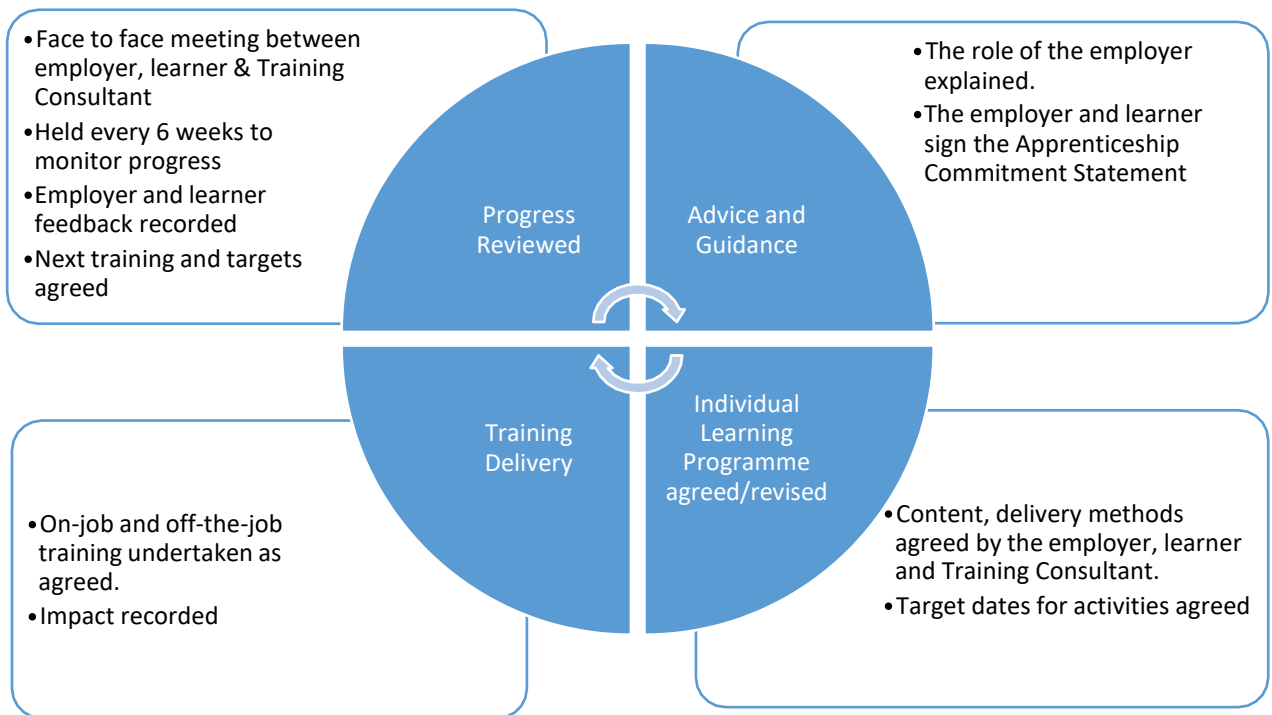 •Face to face meeting between
employer, learner & Training
Consultant
•Held every 6 weeks to
monitor progress
•Employer and learner
feedback recorded
•Next training and targets
agreed
Progress
Reviewed
Advice and
Guidance
•The role of the employer
explained.
•The employer and learner
sign the Apprenticeship
Commitment Statement
•On-job and off-the-job
training undertaken as
agreed.
•Impact recorded
Training
Delivery
Individual
Learning
Programme
agreed/revised
•Content, delivery methods
agreed by the employer, learner
and Training Consultant.
•Target dates for activities agreed